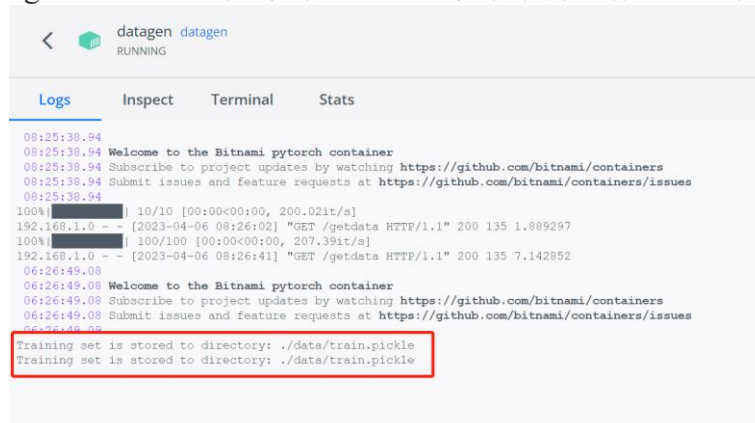 datagen datagen
RUNNING
Logs Inspect Terminal Stats
08:25:38.94
08:25:38.94 Welcome to the Bitnami pytorch container
08:25:38.94 Subscribe to project updates by watching https://github.com/bitnami/containers
08:25:38.94 Submit issues and feature requests at https://github.com/bitnami/containers/issues
08:25:38.94
100%| | 10/10 [00:00<00:00, 200.02it/s]
192.168.1.0 - - [2023-04-06 08:26:02] "GET /getdata HTTP/1.1" 200 135 1.889297
100%| | 100/100 [00:00<00:00, 207.39it/s]
192.168.1.0 - - [2023-04-06 08:26:41] "GET /getdata HTTP/1.1" 200 135 7.142852
06:26:49.08
06:26:49.08 Welcome to the Bitnami pytorch container
06:26:49.08 Subscribe to project updates by watching https://github.com/bitnami/containers
06:26:49.08 Submit issues and feature requests at https://github.com/bitnami/containers/issues
06:26:49.09
Training set is stored to directory: ./data/train.pickle
Training set is stored to directory: ./data/train.pickle